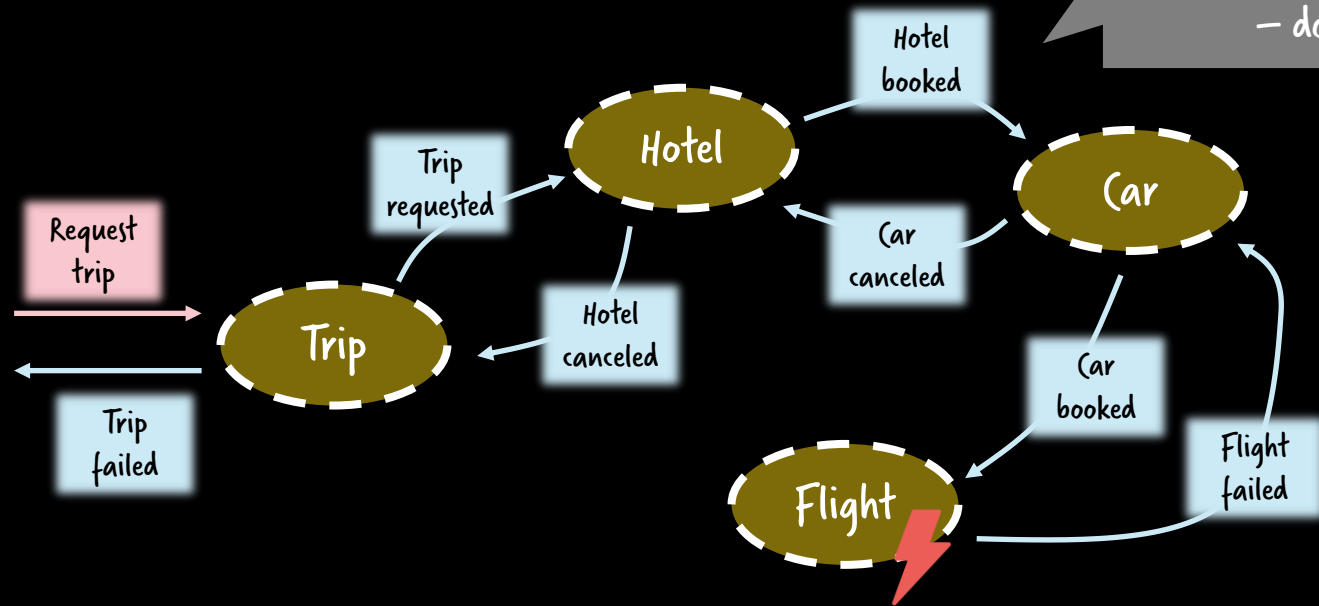 – do
Hotel
booked
Hotel
Trip
requested
Car
Request
trip
Car
canceled
Hotel
canceled
Trip
Car
booked
Trip
failed
Flight
failed
Flight